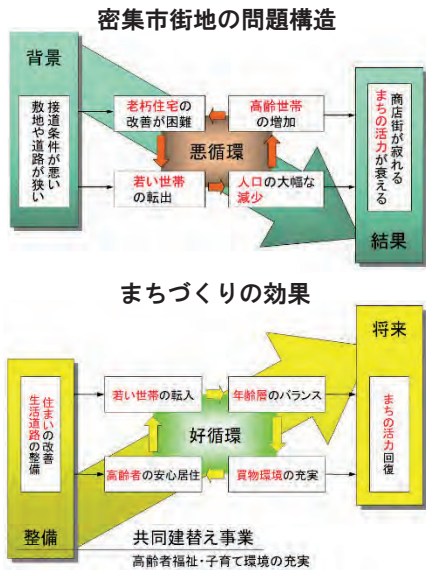 密集市街地の問題構造
背景
接道条件が悪い
敷地や道路が狭い
老朽住宅の
改善が困難
高齢世帯
の増加
悪循環
若い世帯
の転出
人口の大幅な
減少
商店街が寂れる
まちの活力が衰える
結果
まちづくりの効果
将来
住まいの改善
生活道路の整備
若い世帯の転入
年齢層のバランス
好循環
高齢者の安心居住
買物環境の充実
まちの活力回復
整備
共同建替え事業
高齢者福祉・子育て環境の充実